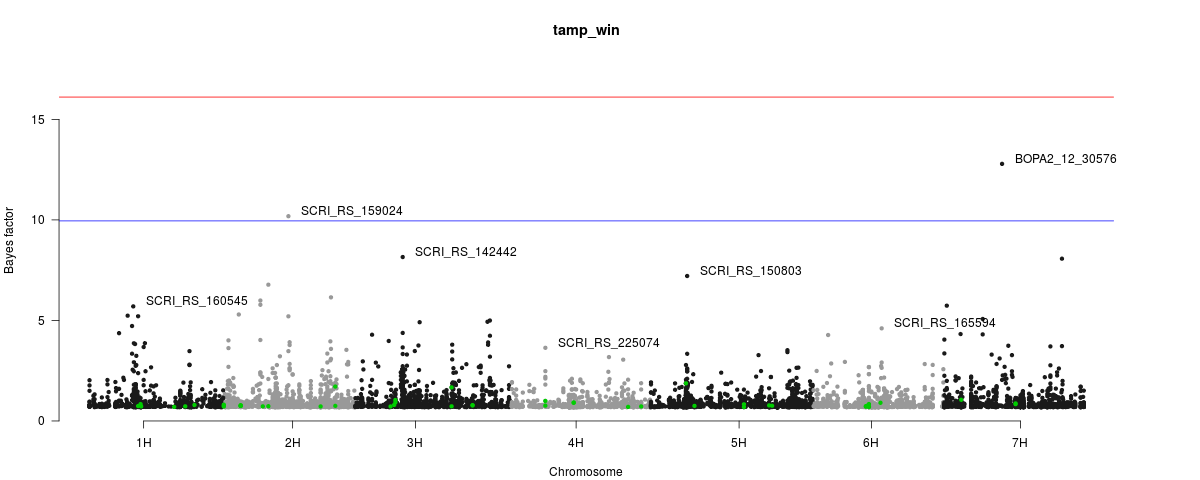 tamp_win
15
BOPA2_12_30576
SCRI_RS_159024
10
SCRI_RS_142442
SCRI_RS_150803
SCRI_RS_160545
SCRI_RS_165594
5
SCRI_RS_225074
0
Bayes factor
1H 2H 3H 4H 5H 6H 7H
Chromosome